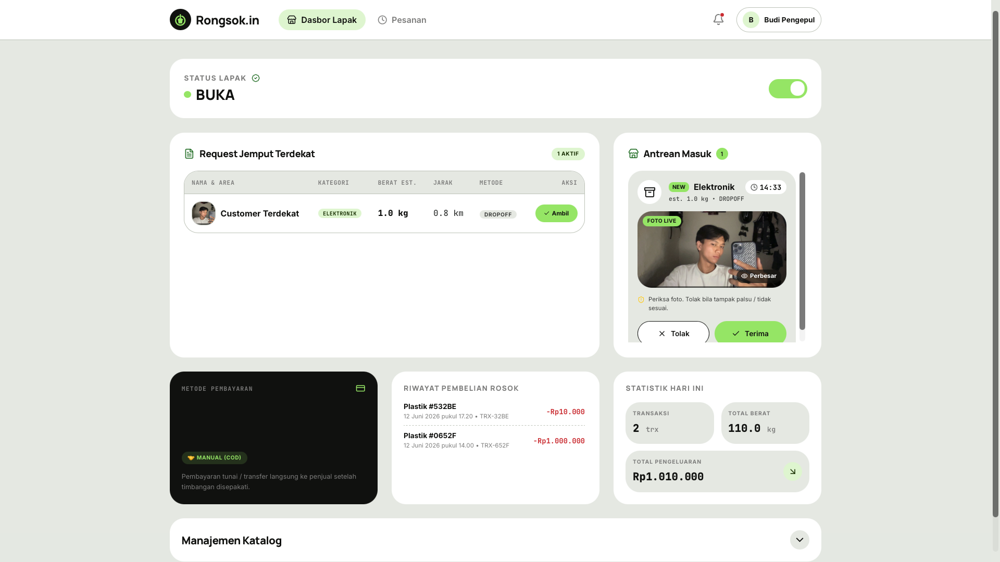 Rongsok.in
Dasbor Lapak
Pesanan
B
Budi Pengepul
STATUS LAPAK
BUKA
Request Jemput Terdekat
1 AKTIF
NAMA & AREA
KATEGORI
BERAT EST.
JARAK
METODE
AKSI
Customer Terdekat
ELEKTRONIK
1.0 kg
0.8 km
DROPOFF
Ambil
Antrean Masuk
1
NEW
Elektronik
14:33
est. 1.0 kg • DROPOFF
FOTO LIVE
Perbesar
Periksa foto. Tolak bila tampak palsu / tidak
sesuai.
Tolak
Terima
METODE PEMBAYARAN
MANUAL (COD)
Pembayaran tunai / transfer langsung ke penjual setelah
timbangan disepakati.
RIWAYAT PEMBELIAN ROSOK
Plastik #532BE
12 Juni 2026 pukul 17.20 • TRX-32BE
-Rp10.000
Plastik #0652F
12 Juni 2026 pukul 14.00 • TRX-652F
-Rp1.000.000
STATISTIK HARI INI
TRANSAKSI
2 trx
TOTAL BERAT
110.0 kg
TOTAL PENGELUARAN
Rp1.010.000
Manajemen Katalog